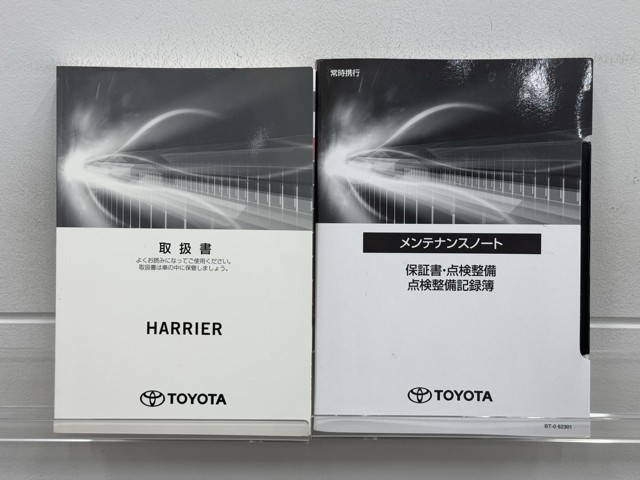 取扱書
よくお読みになってご使用ください。
取扱書は車の中に保管しましょう。
HARRIER
TOYOTA
常時携行
メンテナンスノート
保証書・点検整備
点検整備記録簿
TOYOTA
BT-0-62301